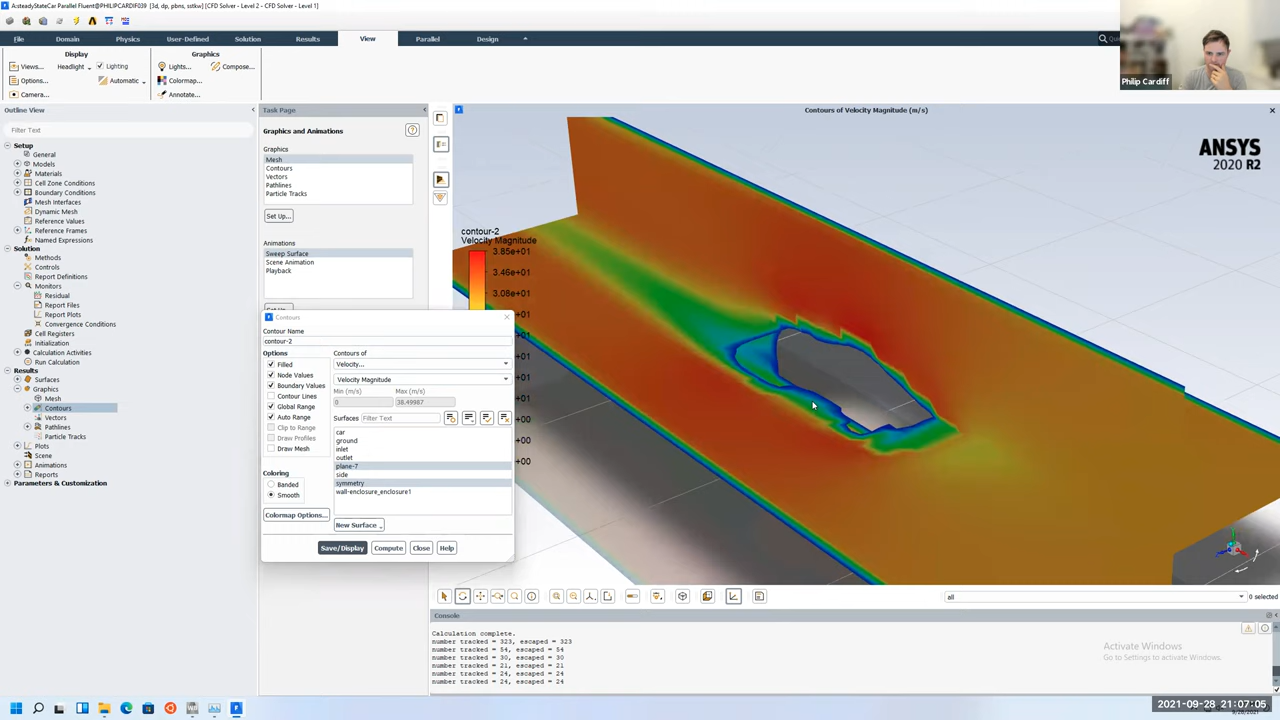 A:steadyStateCar Parallel Fluent@PHILIPCARDIF039 [3d, dp, pbns, sstkw] [CFD Solver - Level 2 - CFD Solver - Level 1]
File Domain Physics User-Defined Solution Results View Parallel Design
Display Graphics
Views... Headlight Lighting Lights... Compose...
Options... Automatic Colormap...
Camera... Annotate...
Philip Cardiff
Outline View
Filter Text
Setup
General
Models
Materials
Cell Zone Conditions
Boundary Conditions
Mesh Interfaces
Dynamic Mesh
Reference Values
Reference Frames
Named Expressions
Solution
Methods
Controls
Report Definitions
Monitors
Residual
Report Files
Report Plots
Convergence Conditions
Cell Registers
Initialization
Calculation Activities
Run Calculation
Results
Surfaces
Graphics
Mesh
Contours
Vectors
Pathlines
Particle Tracks
Plots
Scene
Animations
Reports
Parameters & Customization
Task Page
Graphics and Animations
Graphics
Mesh
Contours
Vectors
Pathlines
Particle Tracks
Set Up...
Animations
Sweep Surface
Scene Animation
Playback
Contours
Contour Name
contour-2
Options
Filled
Node Values
Boundary Values
Contour Lines
Global Range
Auto Range
Clip to Range
Draw Profiles
Draw Mesh
Coloring
Banded
Smooth
Colormap Options...
Contours of
Velocity...
Velocity Magnitude
Min (m/s) Max (m/s)
0 38.49987
Surfaces Filter Text
car
ground
inlet
outlet
plane-7
side
symmetry
wall-enclosure_enclosure1
New Surface
Save/Display Compute Close Help
Contours of Velocity Magnitude (m/s)
ANSYS
2020 R2
contour-2
Velocity Magnitude
3.85e+01
3.46e+01
3.08e+01
all 0 selected
Console
Calculation complete.
number tracked = 323, escaped = 323
number tracked = 54, escaped = 54
number tracked = 30, escaped = 30
number tracked = 21, escaped = 21
number tracked = 24, escaped = 24
number tracked = 24, escaped = 24
Activate Windows
Go to Settings to activate Windows.
2021-09-28 21:07:05